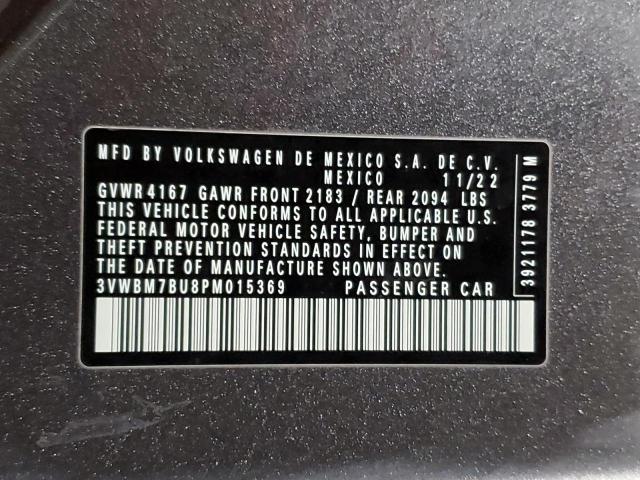 MFD BY VOLKSWAGEN DE MEXICO S.A. DE C.V.
MEXICO 11/22
GVWR 4167 GAWR FRONT 2183 / REAR 2094 LBS
THIS VEHICLE CONFORMS TO ALL APPLICABLE U.S.
FEDERAL MOTOR VEHICLE SAFETY, BUMPER AND
THEFT PREVENTION STANDARDS IN EFFECT ON
THE DATE OF MANUFACTURE SHOWN ABOVE.
3VWBM7BU8PM015369 PASSENGER CAR
3921178 3779 M